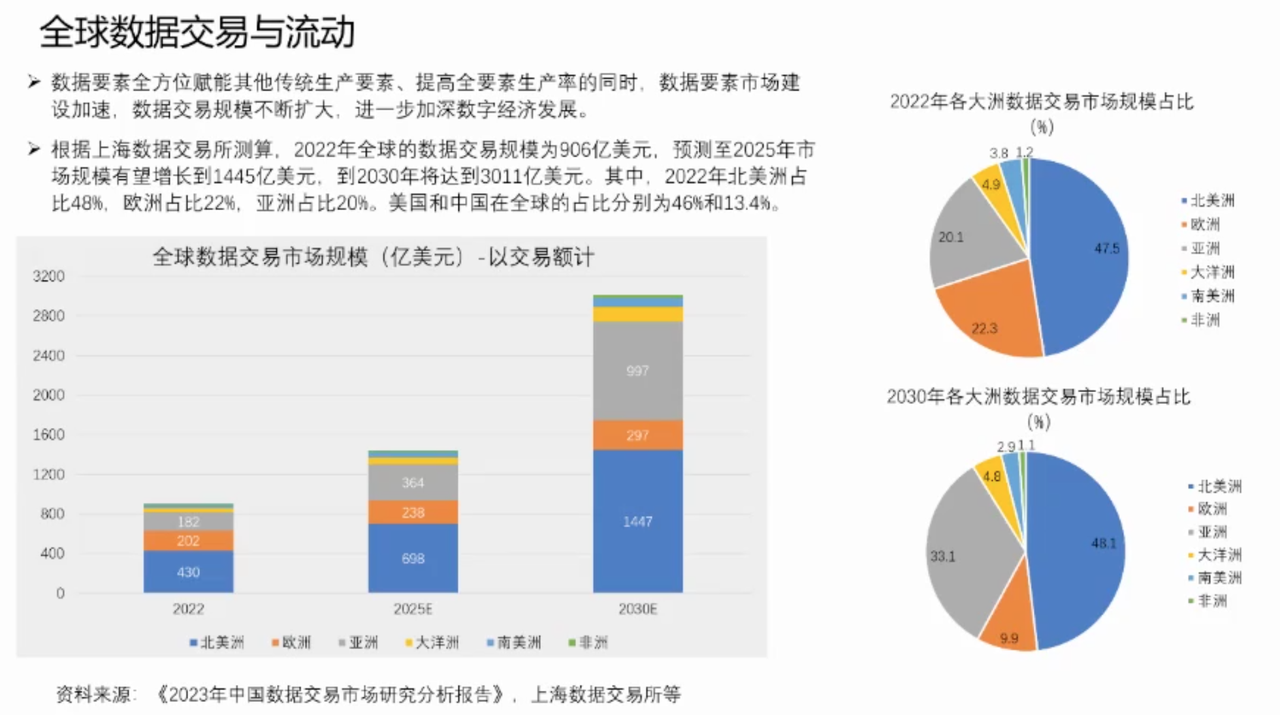 全球数据交易与流动
➢ 数据要素全方位赋能其他传统生产要素、提高全要素生产率的同时，数据要素市场建
设加速，数据交易规模不断扩大，进一步加深数字经济发展。
➢ 根据上海数据交易所测算，2022年全球的数据交易规模为906亿美元，预测至2025年市
场规模有望增长到1445亿美元，到2030年将达到3011亿美元。其中，2022年北美洲占
比48%，欧洲占比22%，亚洲占比20%。美国和中国在全球的占比分别为46%和13.4%。
全球数据交易市场规模（亿美元）-以交易额计
3200
2800
2400
2000
1600
1200
800
400
0
182
202
430
364
238
698
997
297
1447
2022 2025E 2030E
北美洲 欧洲 亚洲 大洋洲 南美洲 非洲
资料来源：《2023年中国数据交易市场研究分析报告》，上海数据交易所等
2022年各大洲数据交易市场规模占比
(%)
3.8 1.2
4.9
20.1
47.5
22.3
北美洲
欧洲
亚洲
大洋洲
南美洲
非洲
2030年各大洲数据交易市场规模占比
(%)
2.9 1.1
4.8
33.1
48.1
9.9
北美洲
欧洲
亚洲
大洋洲
南美洲
非洲